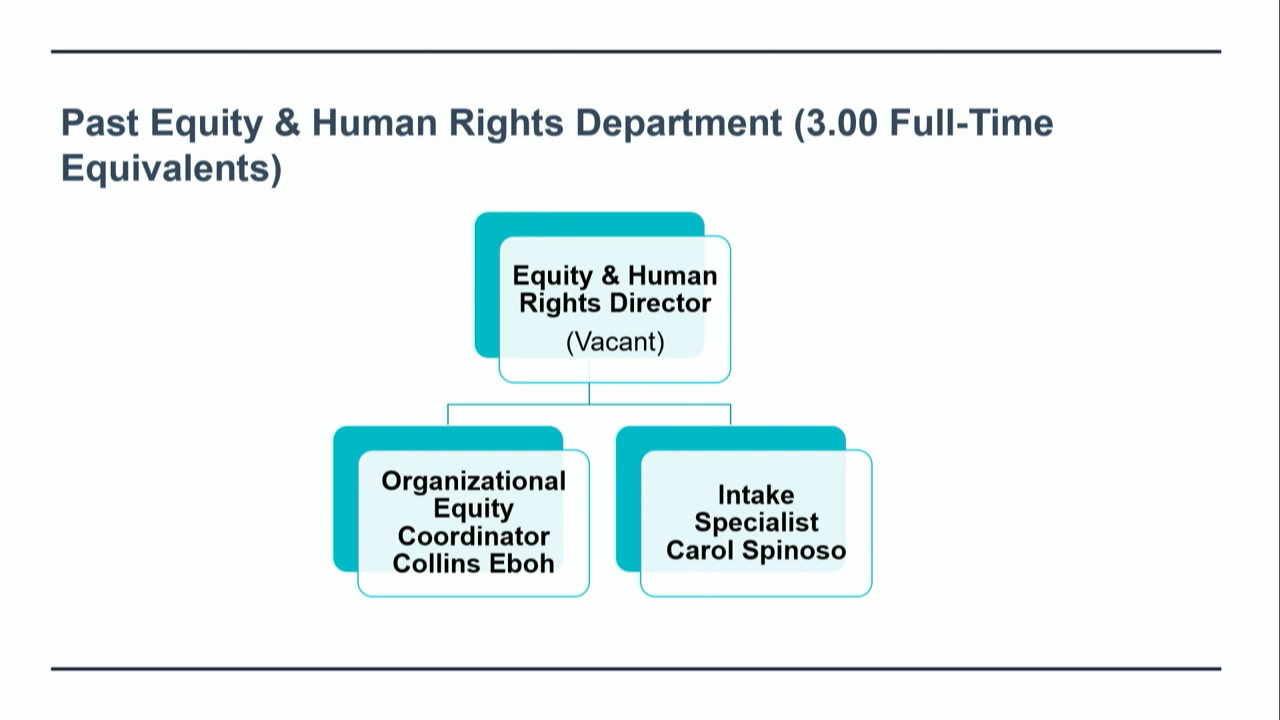 Past Equity & Human Rights Department (3.00 Full-Time
Equivalents)
Equity & Human
Rights Director
(Vacant)
Organizational
Equity
Coordinator
Collins Eboh
Intake
Specialist
Carol Spinoso